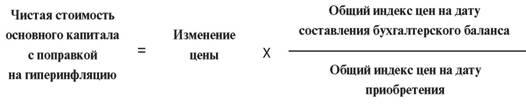 Чистая стоимость
основного капитала
с поправкой
на гиперинфляцию
=
Изменение
цены
x
Общий индекс цен на дату
составления бухгалтерского баланса
Общий индекс цен на дату
приобретения